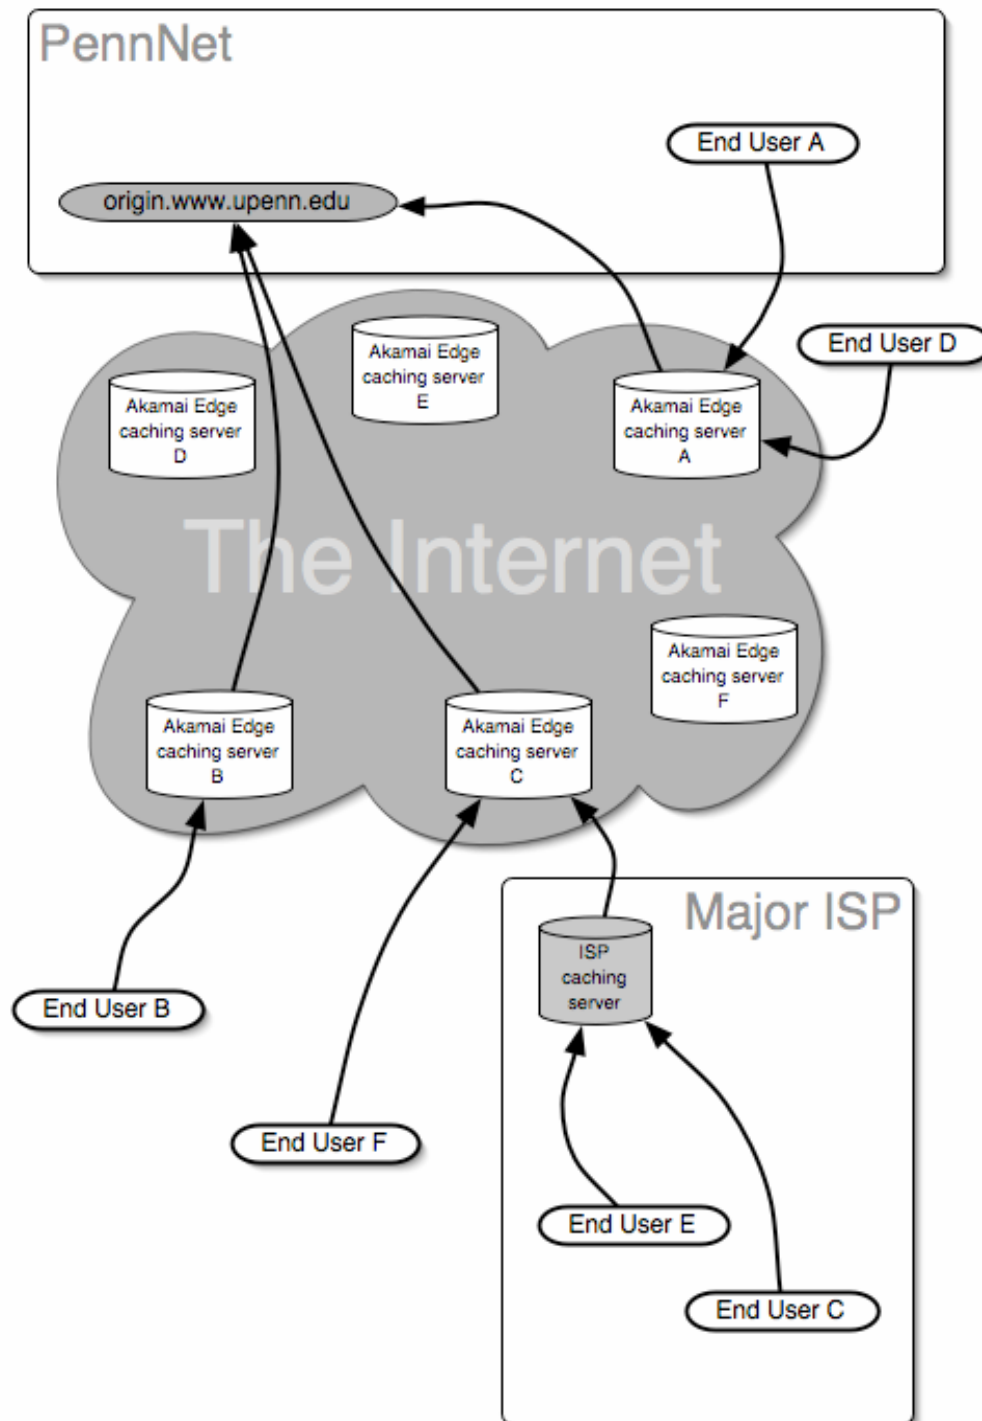 PennNet
End User A
origin.www.upenn.edu
End User D
Akamai Edge
caching server
E
Akamai Edge
caching server
D
Akamai Edge
caching server
A
The Internet
Akamai Edge
caching server
F
Akamai Edge
caching server
B
Akamai Edge
caching server
C
Major ISP
ISP
caching
server
End User B
End User F
End User E
End User C